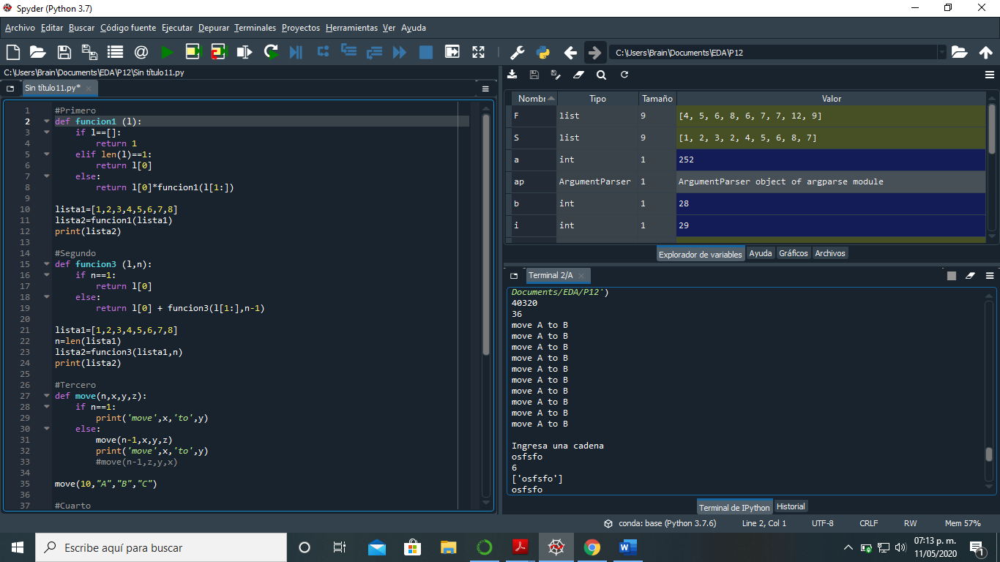 Spyder (Python 3.7)
Archivo Editar Buscar Código fuente Ejecutar Depurar Terminales Proyectos Herramientas Ver Ayuda
C:\Users\Brain\Documents\EDA\P12
C:\Users\Brain\Documents\EDA\P12\Sin título11.py
Sin título11.py*
1 #Primero
2 def funcion1 (l):
3 if l==[]:
4 return 1
5 elif len(l)==1:
6 return l[0]
7 else:
8 return l[0]*funcion1(l[1:])
9
10 lista1=[1,2,3,4,5,6,7,8]
11 lista2=funcion1(lista1)
12 print(lista2)
13
14 #Segundo
15 def funcion3 (l,n):
16 if n==1:
17 return l[0]
18 else:
19 return l[0] + funcion3(l[1:],n-1)
20
21 lista1=[1,2,3,4,5,6,7,8]
22 n=len(lista1)
23 lista2=funcion3(lista1,n)
24 print(lista2)
25
26 #Tercero
27 def move(n,x,y,z):
28 if n==1:
29 print('move',x,'to',y)
30 else:
31 move(n-1,x,y,z)
32 print('move',x,'to',y)
33 #move(n-1,z,y,x)
34
35 move(10,"A","B","C")
36
37 #Cuarto
Nombr Tipo Tamaño Valor
F list 9 [4, 5, 6, 8, 6, 7, 7, 12, 9]
S list 9 [1, 2, 3, 2, 4, 5, 6, 8, 7]
a int 1 252
ap ArgumentParser 1 ArgumentParser object of argparse module
b int 1 28
i int 1 29
Explorador de variables Ayuda Gráficos Archivos
Terminal 2/A
Documents/EDA/P12')
40320
36
move A to B
move A to B
move A to B
move A to B
move A to B
move A to B
move A to B
move A to B
move A to B
move A to B
Ingresa una cadena
osfsfo
6
['osfsfo']
osfsfo
Terminal de IPython Historial
conda: base (Python 3.7.6) Line 2, Col 1 UTF-8 CRLF RW Mem 57%
Escribe aquí para buscar
07:13 p. m.
11/05/2020
1